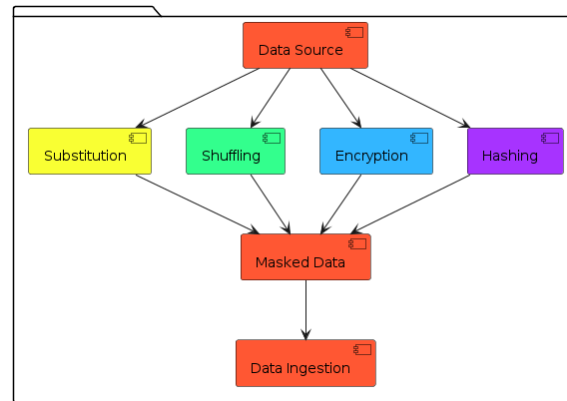 Data Source
Substitution
Shuffling
Encryption
Hashing
Masked Data
Data Ingestion